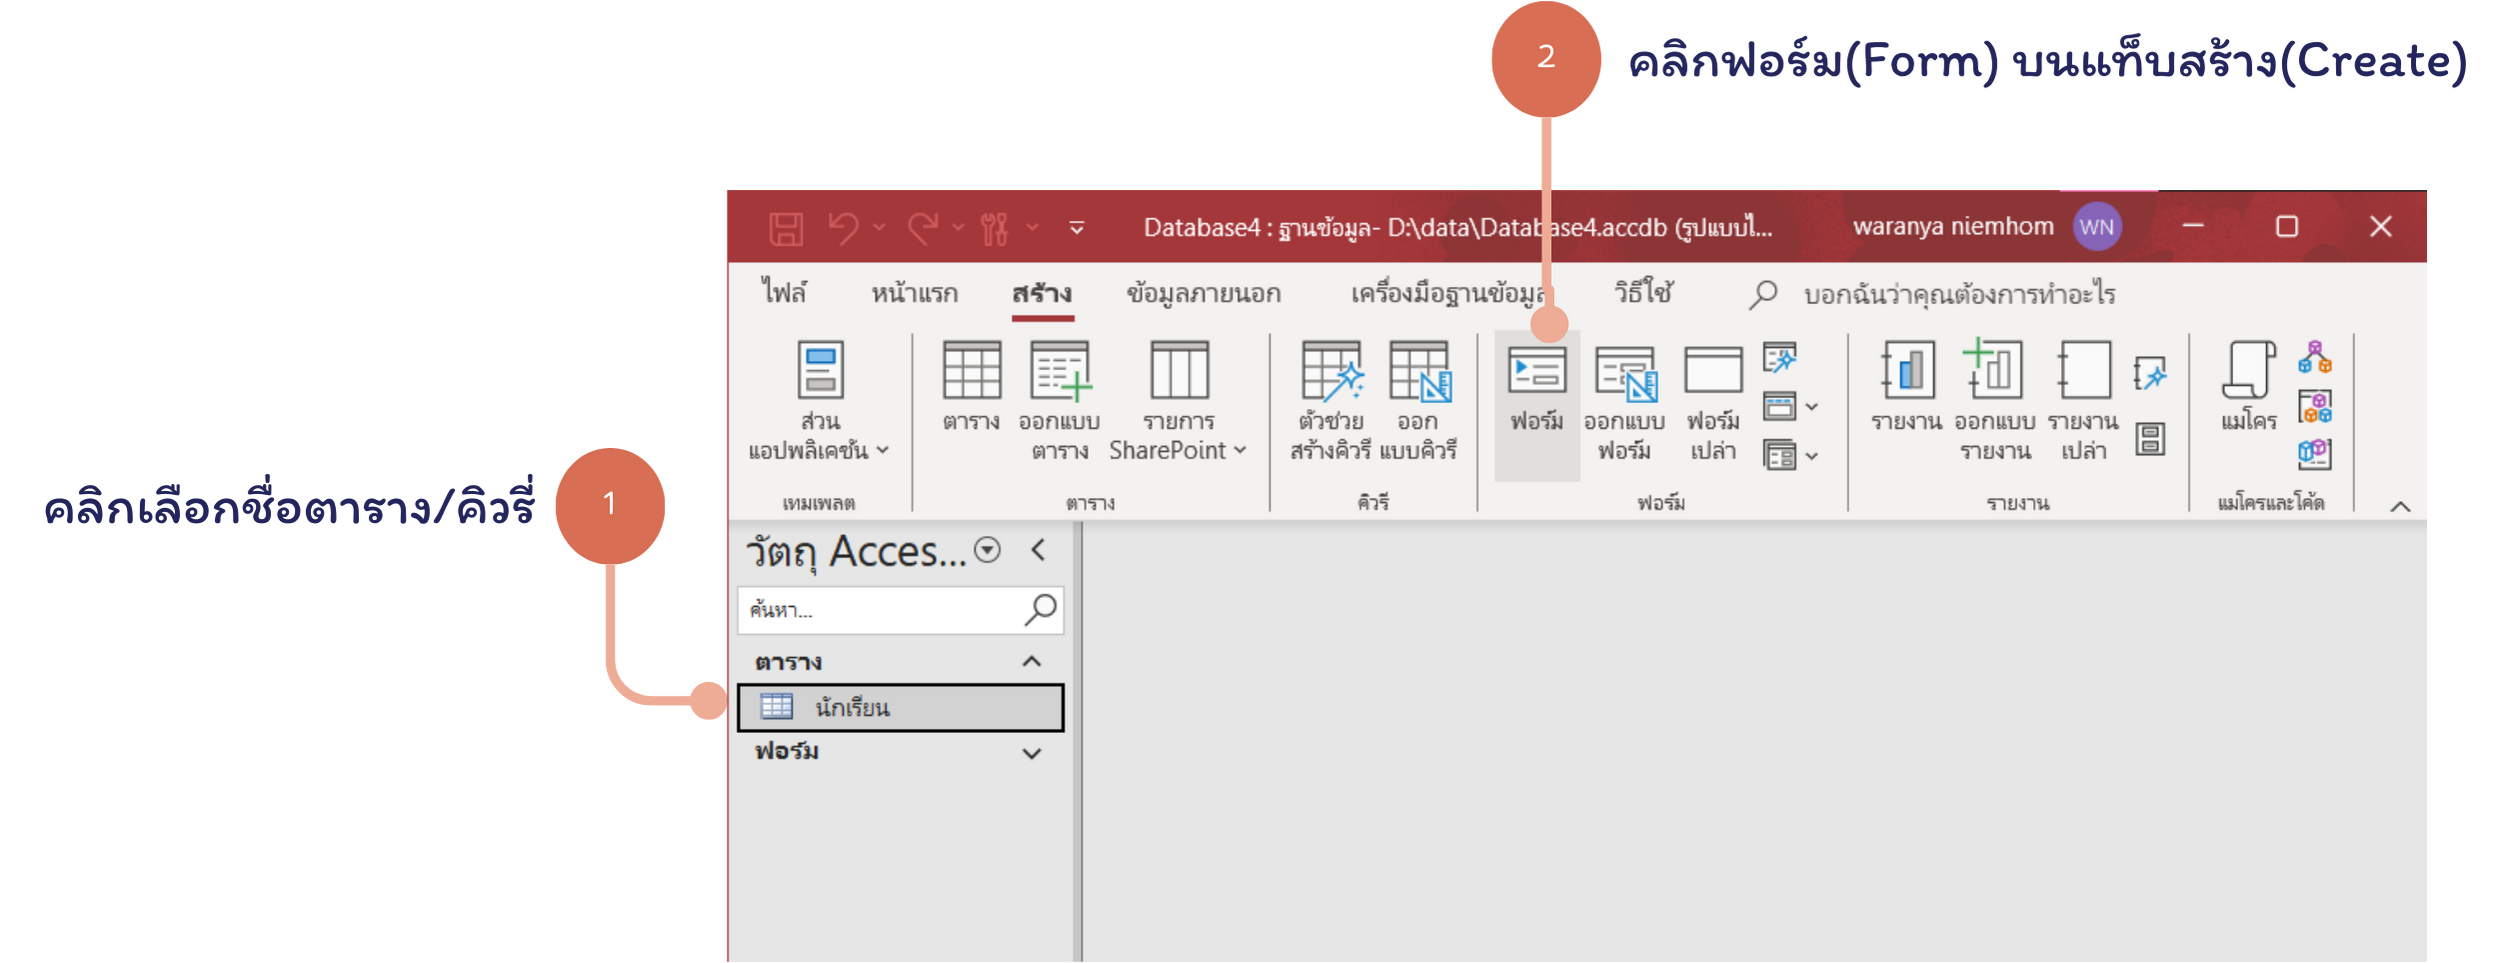 2
คลิกฟอร์ม(Form) บนแท็บสร้าง(Create)
Database4 : ฐานข้อมูล- D:\data\Database4.accdb (รูปแบบไ...
waranya niemhom WN
ไฟล์ หน้าแรก สร้าง ข้อมูลภายนอก เครื่องมือฐานข้อมูล วิธีใช้ บอกฉันว่าคุณต้องการทำอะไร
ส่วน ตาราง ออกแบบ รายการ ตัวช่วย ออก ฟอร์ม ออกแบบ ฟอร์ม รายงาน ออกแบบ รายงาน แมโคร
แอปพลิเคชัน ตาราง SharePoint สร้างคิวรี แบบคิวรี ฟอร์ม เปล่า รายงาน เปล่า
เทมเพลต ตาราง คิวรี ฟอร์ม รายงาน แมโครและโค้ด
คลิกเลือกชื่อตาราง/คิวรี่
1
วัตถุ Acces...
ค้นหา...
ตาราง
นักเรียน
ฟอร์ม